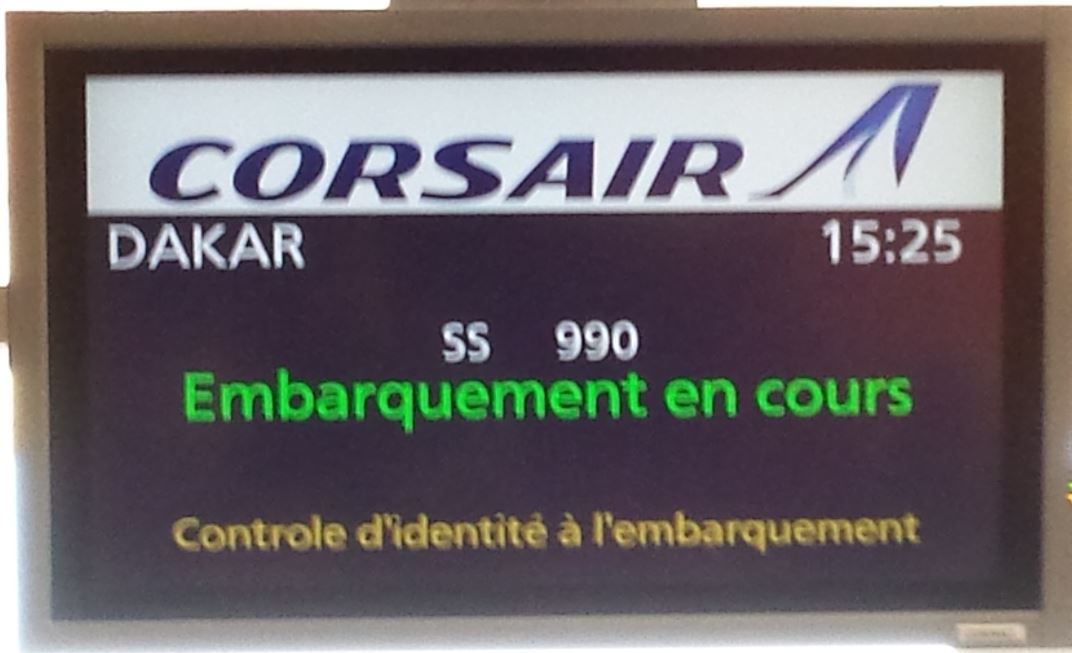 CORSAIR
DAKAR 15:25
SS 990
Embarquement en cours
Controle d'identité à l'embarquement